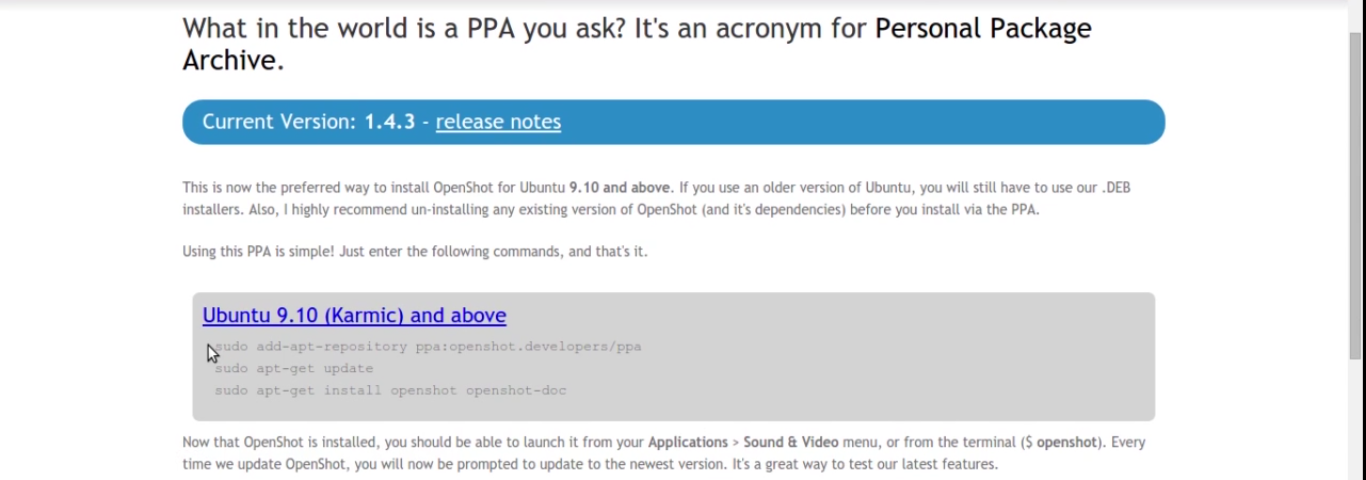 What in the world is a PPA you ask? It's an acronym for Personal Package
Archive.
Current Version: 1.4.3 - release notes
This is now the preferred way to install OpenShot for Ubuntu 9.10 and above. If you use an older version of Ubuntu, you will still have to use our .DEB
installers. Also, I highly recommend un-installing any existing version of OpenShot (and it's dependencies) before you install via the PPA.
Using this PPA is simple! Just enter the following commands, and that's it.
Ubuntu 9.10 (Karmic) and above
sudo add-apt-repository ppa:openshot.developers/ppa
sudo apt-get update
sudo apt-get install openshot openshot-doc
Now that OpenShot is installed, you should be able to launch it from your Applications > Sound & Video menu, or from the terminal ($ openshot). Every
time we update OpenShot, you will now be prompted to update to the newest version. It's a great way to test our latest features.